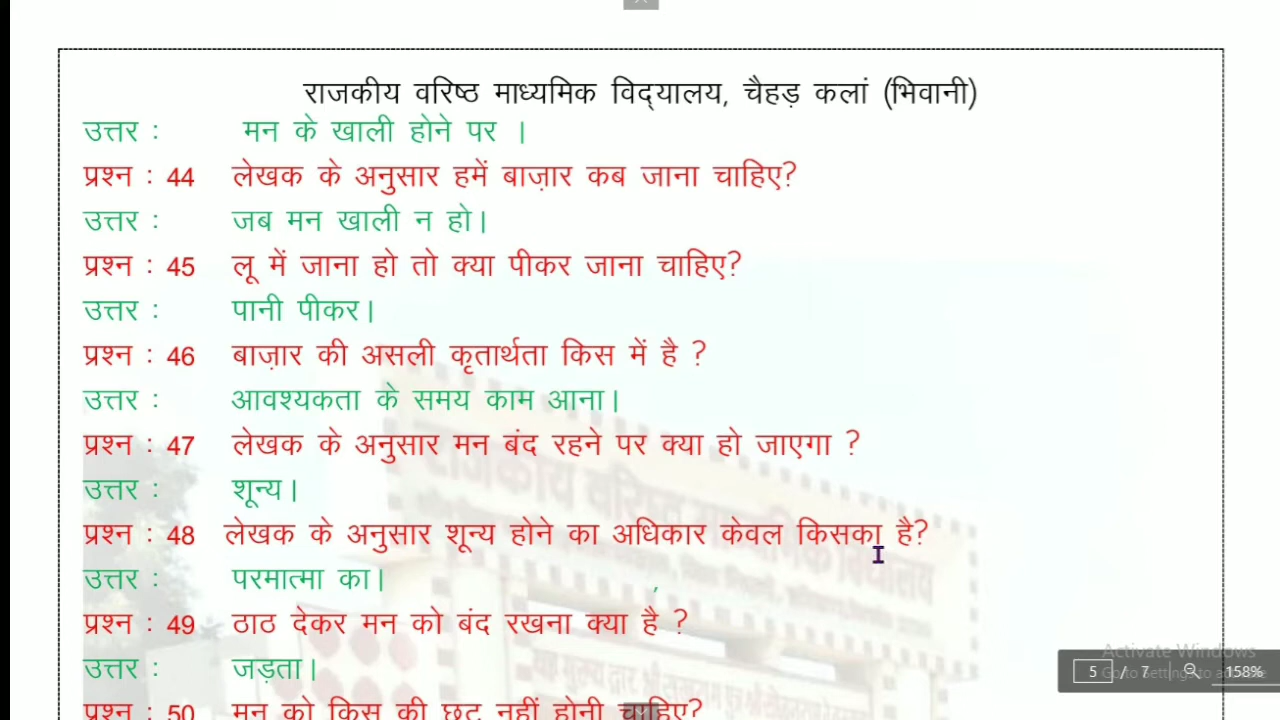 राजकीय वरिष्ठ माध्यमिक विद्यालय, चैहड़ कलां (भिवानी)
उत्तर : मन के खाली होने पर ।
प्रश्न : 44 लेखक के अनुसार हमें बाज़ार कब जाना चाहिए?
उत्तर : जब मन खाली न हो।
प्रश्न : 45 लू में जाना हो तो क्या पीकर जाना चाहिए?
उत्तर : पानी पीकर।
प्रश्न : 46 बाज़ार की असली कृतार्थता किस में है ?
उत्तर : आवश्यकता के समय काम आना।
प्रश्न : 47 लेखक के अनुसार मन बंद रहने पर क्या हो जाएगा ?
उत्तर : शून्य।
प्रश्न : 48 लेखक के अनुसार शून्य होने का अधिकार केवल किसका है?
उत्तर : परमात्मा का।
प्रश्न : 49 ठाठ देकर मन को बंद रखना क्या है ?
उत्तर : जड़ता।
प्रश्न : 50 मन को किस की छूट नहीं होनी चाहिए?
Activate Windows
5 / 7 158%